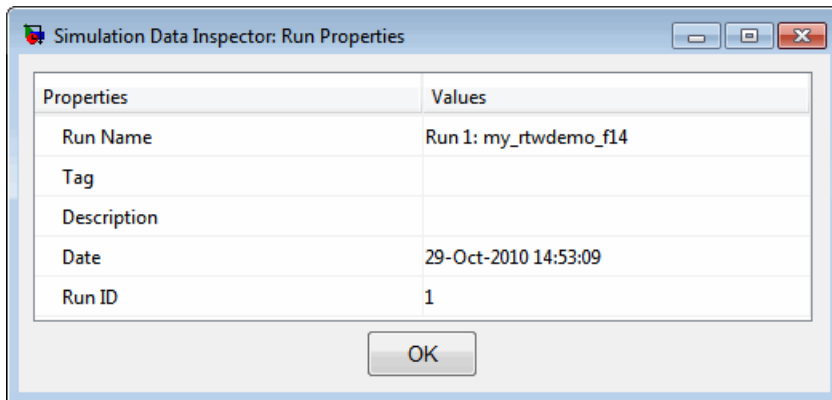 Simulation Data Inspector: Run Properties
Properties Values
Run Name Run 1: my_rtwdemo_f14
Tag
Description
Date 29-Oct-2010 14:53:09
Run ID 1
OK